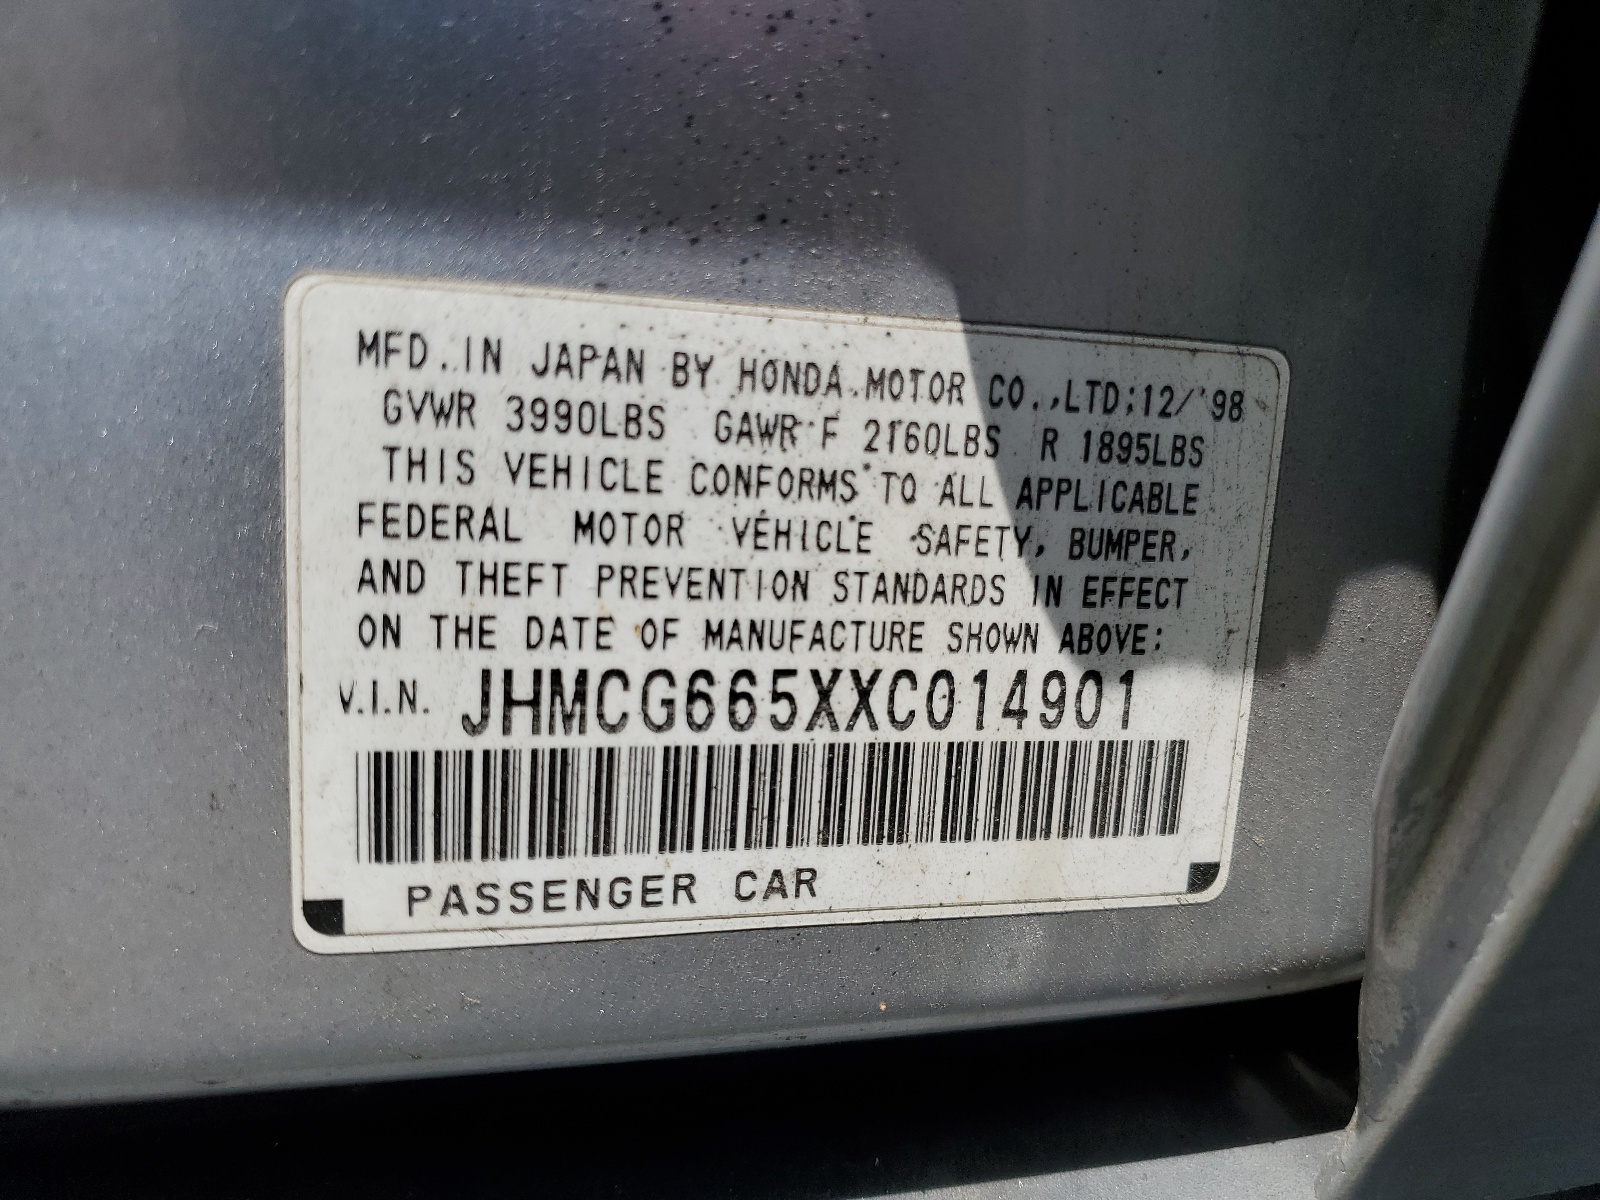 MFD. IN JAPAN BY HONDA MOTOR CO., LTD; 12/'98
GVWR 3990LBS GAWR F 2160LBS R 1895LBS
THIS VEHICLE CONFORMS TO ALL APPLICABLE
FEDERAL MOTOR VEHICLE SAFETY, BUMPER,
AND THEFT PREVENTION STANDARDS IN EFFECT
ON THE DATE OF MANUFACTURE SHOWN ABOVE:
V.I.N. JHMCG665XXC014901
PASSENGER CAR